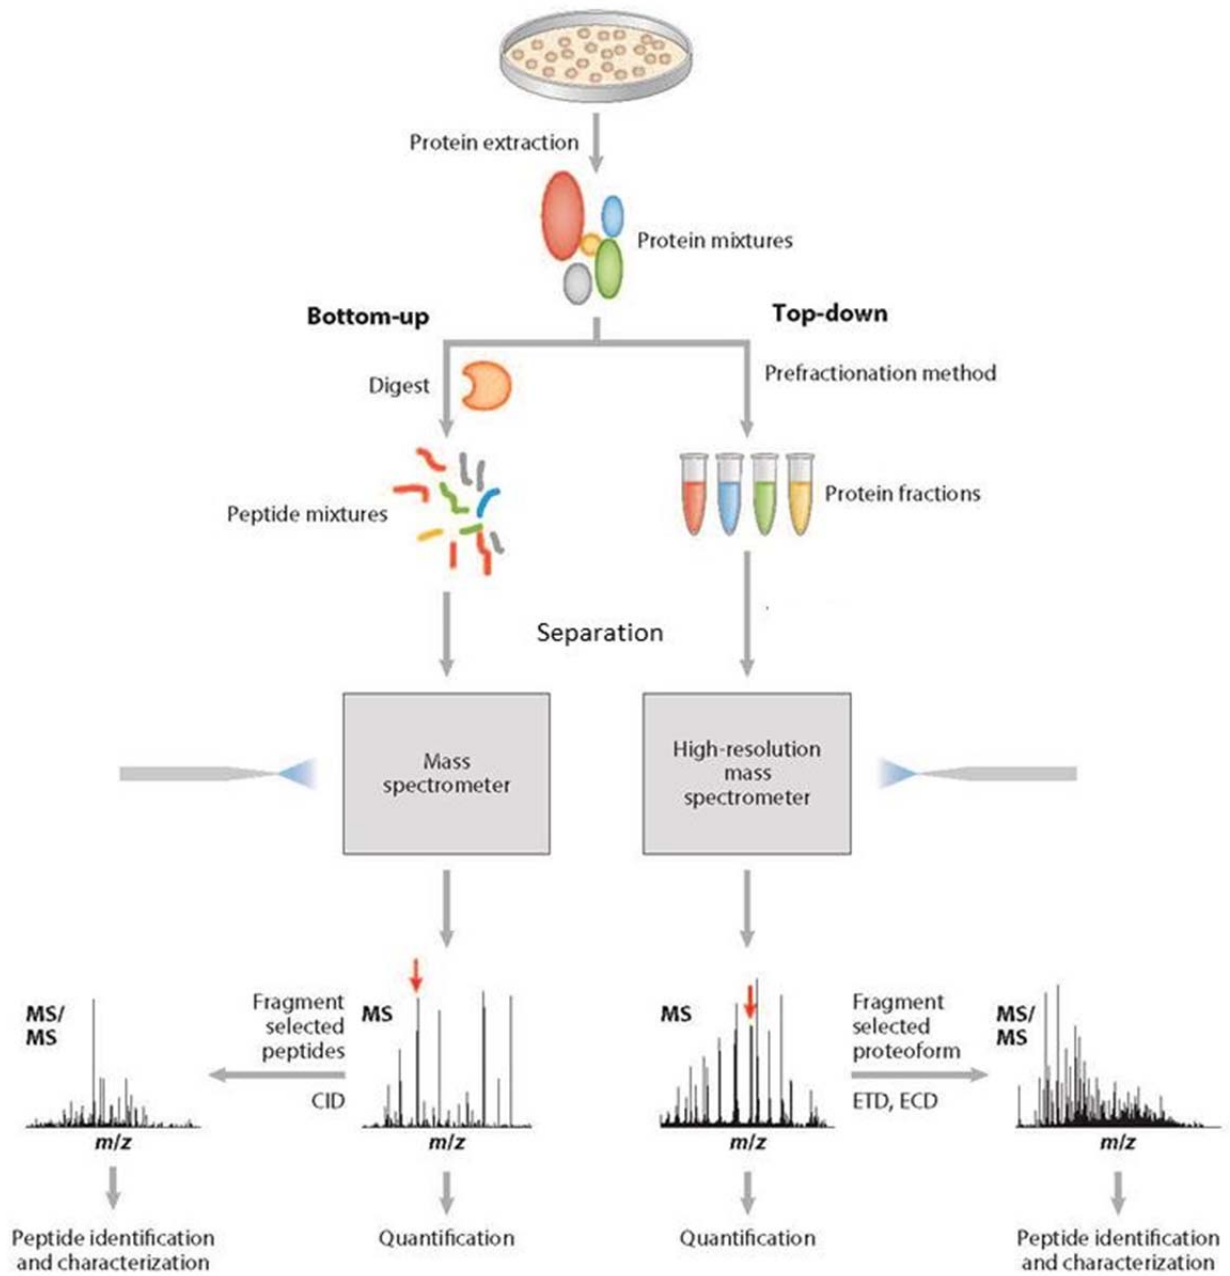 Protein extraction
Protein mixtures
Bottom-up
Top-down
Digest
Prefractionation method
Peptide mixtures
Protein fractions
Separation
Mass
spectrometer
High-resolution
mass
spectrometer
MS/
MS
Fragment
selected
peptides
CID
MS
MS
Fragment
selected
proteoform
ETD, ECD
MS/
MS
m/z
m/z
m/z
m/z
Peptide identification
and characterization
Quantification
Quantification
Peptide identification
and characterization